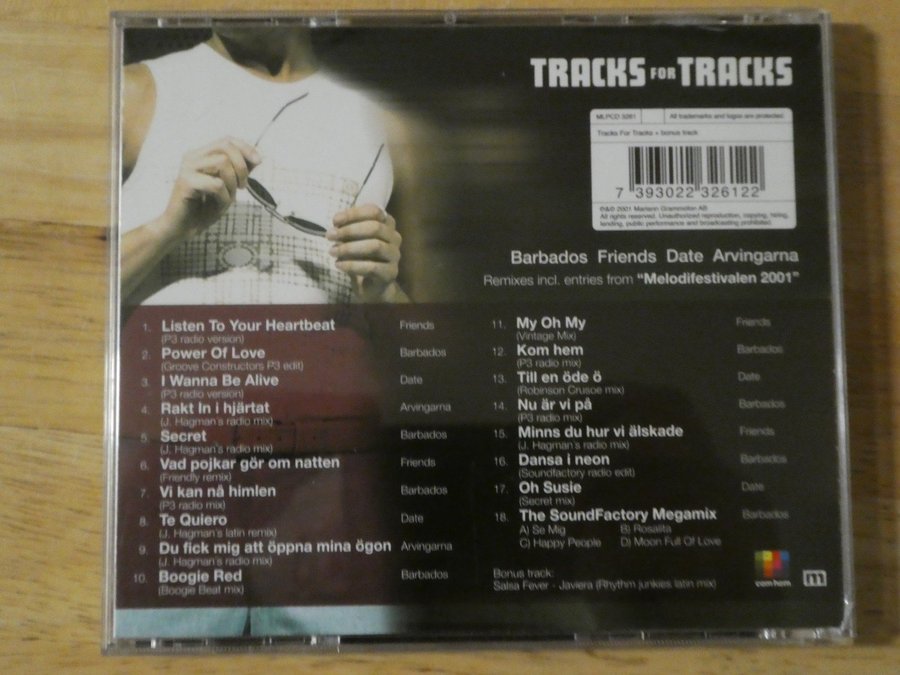 TRACKS FOR TRACKS
MLPCD 3261 All trademarks and logos are protected
Tracks For Tracks + bonus track
7 393022 326122
℗&© 2001 Mariann Grammofon AB
All rights reserved. Unauthorized reproduction, copying, hiring,
lending, public performance and broadcasting prohibited.
Barbados Friends Date Arvingarna
Remixes incl. entries from "Melodifestivalen 2001"
1. Listen To Your Heartbeat Friends
(P3 radio version)
2. Power Of Love Barbados
(Groove Constructors P3 edit)
3. I Wanna Be Alive Date
(P3 radio version)
4. Rakt In i hjärtat Arvingarna
(J. Hagman's radio mix)
5. Secret Barbados
(J. Hagman's radio mix)
6. Vad pojkar gör om natten Friends
(Friendly remix)
7. Vi kan nå himlen Barbados
(P3 radio mix)
8. Te Quiero Date
(J. Hagman's latin remix)
9. Du fick mig att öppna mina ögon Arvingarna
(J. Hagman's radio mix)
10. Boogie Red Barbados
(Boogie Beat mix)
11. My Oh My Friends
(Vintage Mix)
12. Kom hem Barbados
(P3 radio mix)
13. Till en öde ö Date
(Robinson Crusoe mix)
14. Nu är vi på Barbados
(P3 radio mix)
15. Minns du hur vi älskade Friends
(J. Hagman's radio mix)
16. Dansa i neon Barbados
(Soundfactory radio edit)
17. Oh Susie Date
(Secret mix)
18. The SoundFactory Megamix Barbados
A) Se Mig B) Rosalita
C) Happy People D) Moon Full Of Love
Bonus track:
Salsa Fever - Javiera (Rhythm junkies latin mix)
com hem m